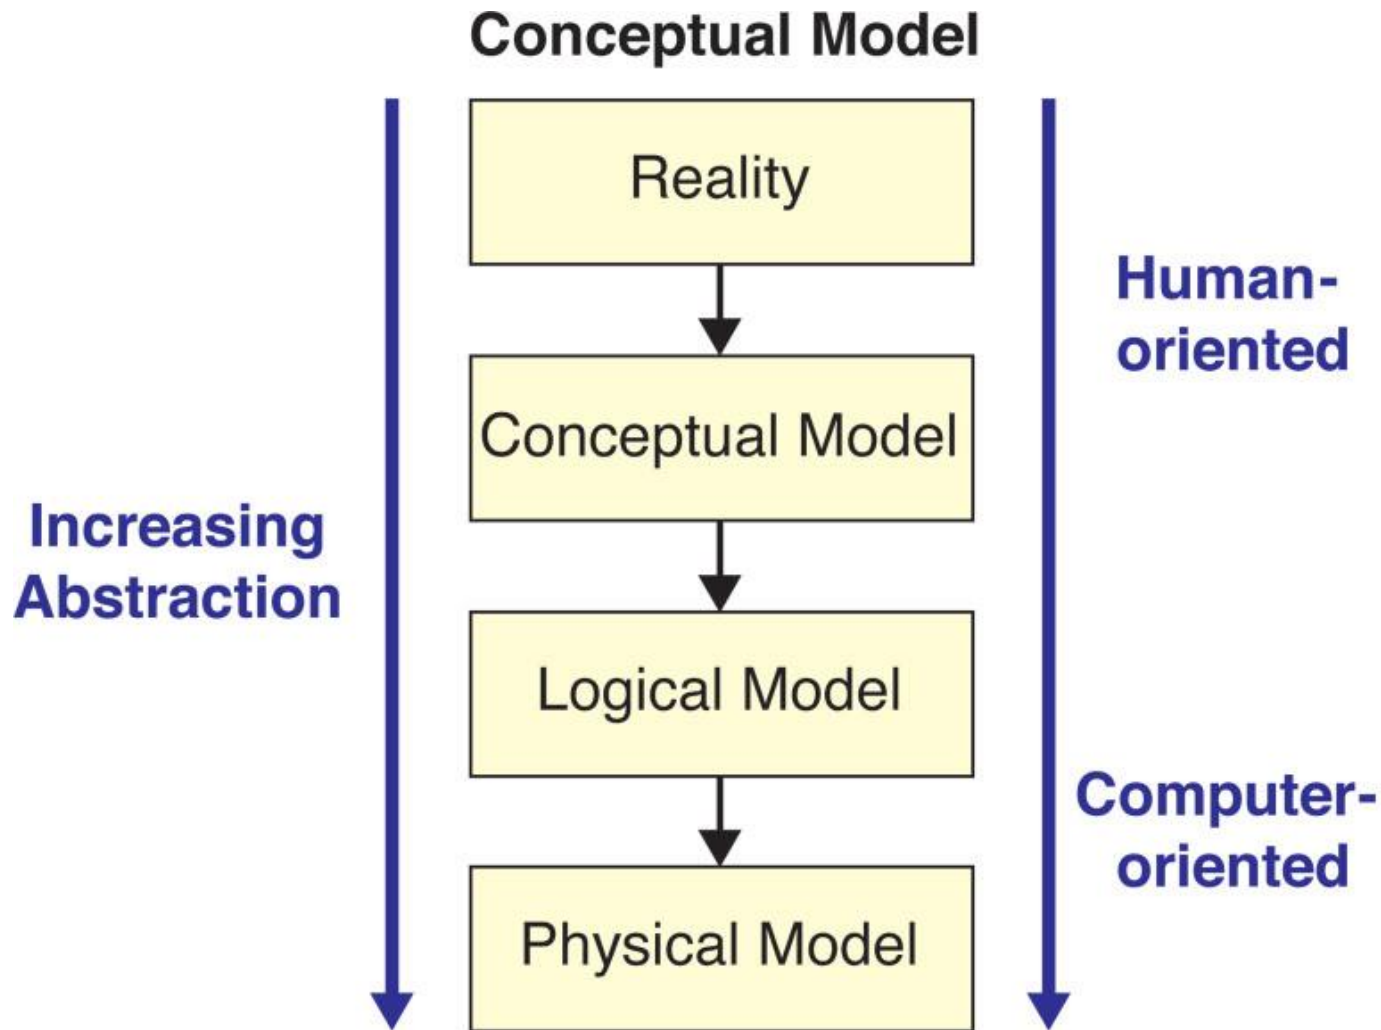 Conceptual Model
Reality
Human-
oriented
Conceptual Model
Increasing
Abstraction
Logical Model
Computer-
oriented
Physical Model